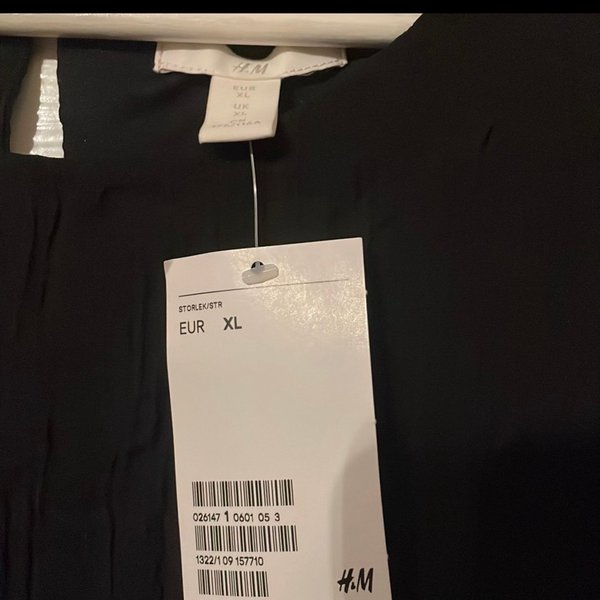 H&M
EUR
XL
UK
XL
STORLEK/STR
EUR XL
026147 1 0601 05 3
1322/1 09 157710
H&M